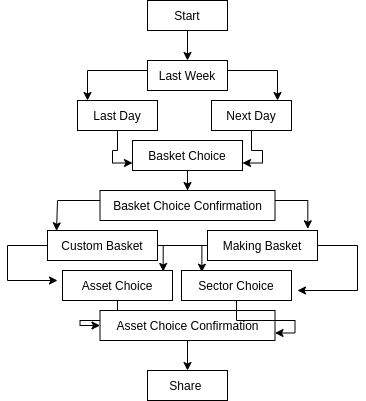 Start
Last Week
Last Day
Next Day
Basket Choice
Basket Choice Confirmation
Custom Basket
Making Basket
Asset Choice
Sector Choice
Asset Choice Confirmation
Share